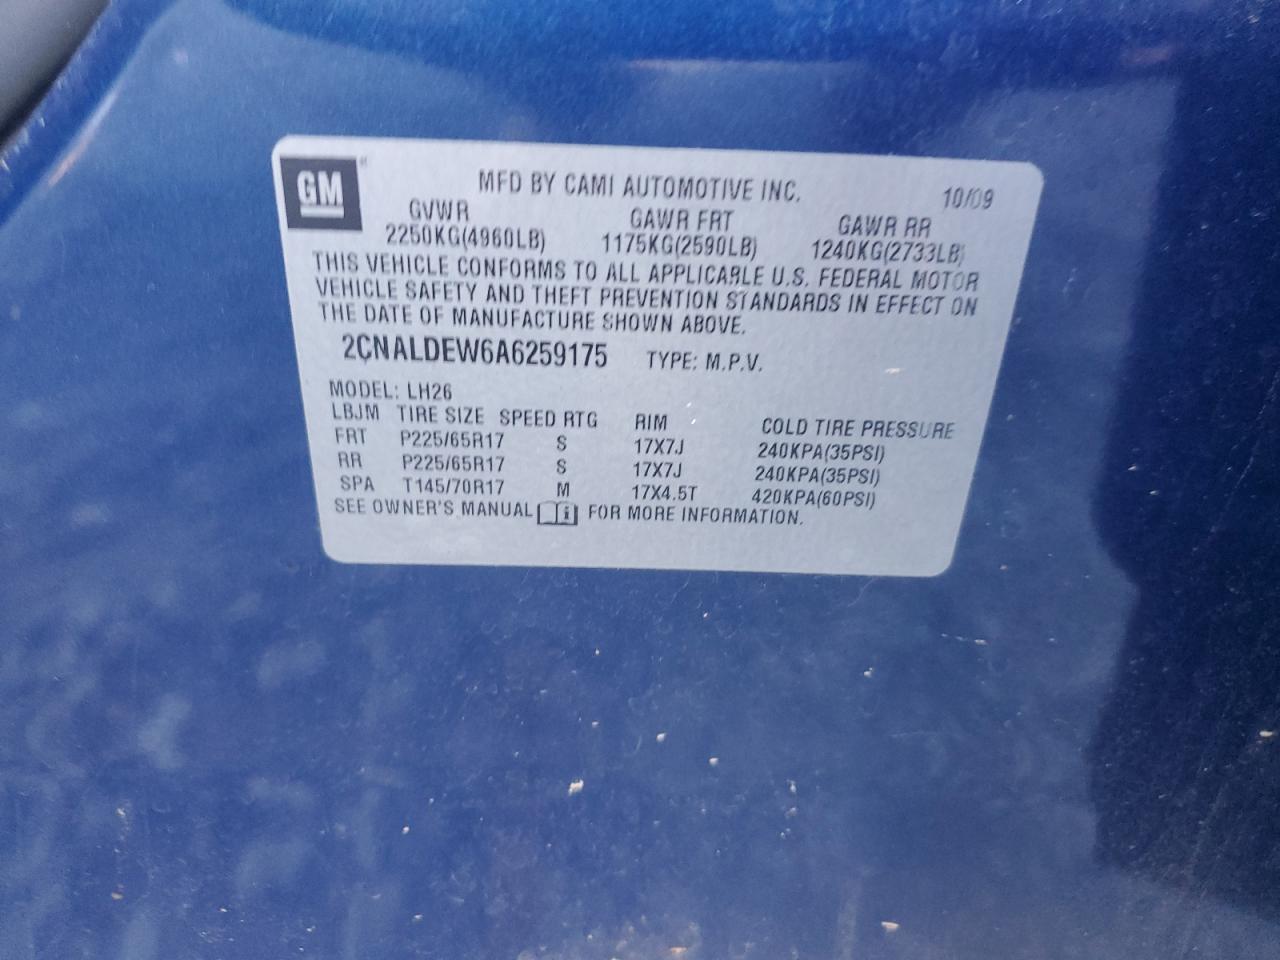 GM
MFD BY CAMI AUTOMOTIVE INC. 10/09
GVWR GAWR FRT GAWR RR
2250KG(4960LB) 1175KG(2590LB) 1240KG(2733LB)
THIS VEHICLE CONFORMS TO ALL APPLICABLE U.S. FEDERAL MOTOR
VEHICLE SAFETY AND THEFT PREVENTION STANDARDS IN EFFECT ON
THE DATE OF MANUFACTURE SHOWN ABOVE.
2CNALDEW6A6259175 TYPE: M.P.V.
MODEL: LH26
LBJM TIRE SIZE SPEED RTG RIM COLD TIRE PRESSURE
FRT P225/65R17 S 17X7J 240KPA(35PSI)
RR P225/65R17 S 17X7J 240KPA(35PSI)
SPA T145/70R17 M 17X4.5T 420KPA(60PSI)
SEE OWNER'S MANUAL i FOR MORE INFORMATION.